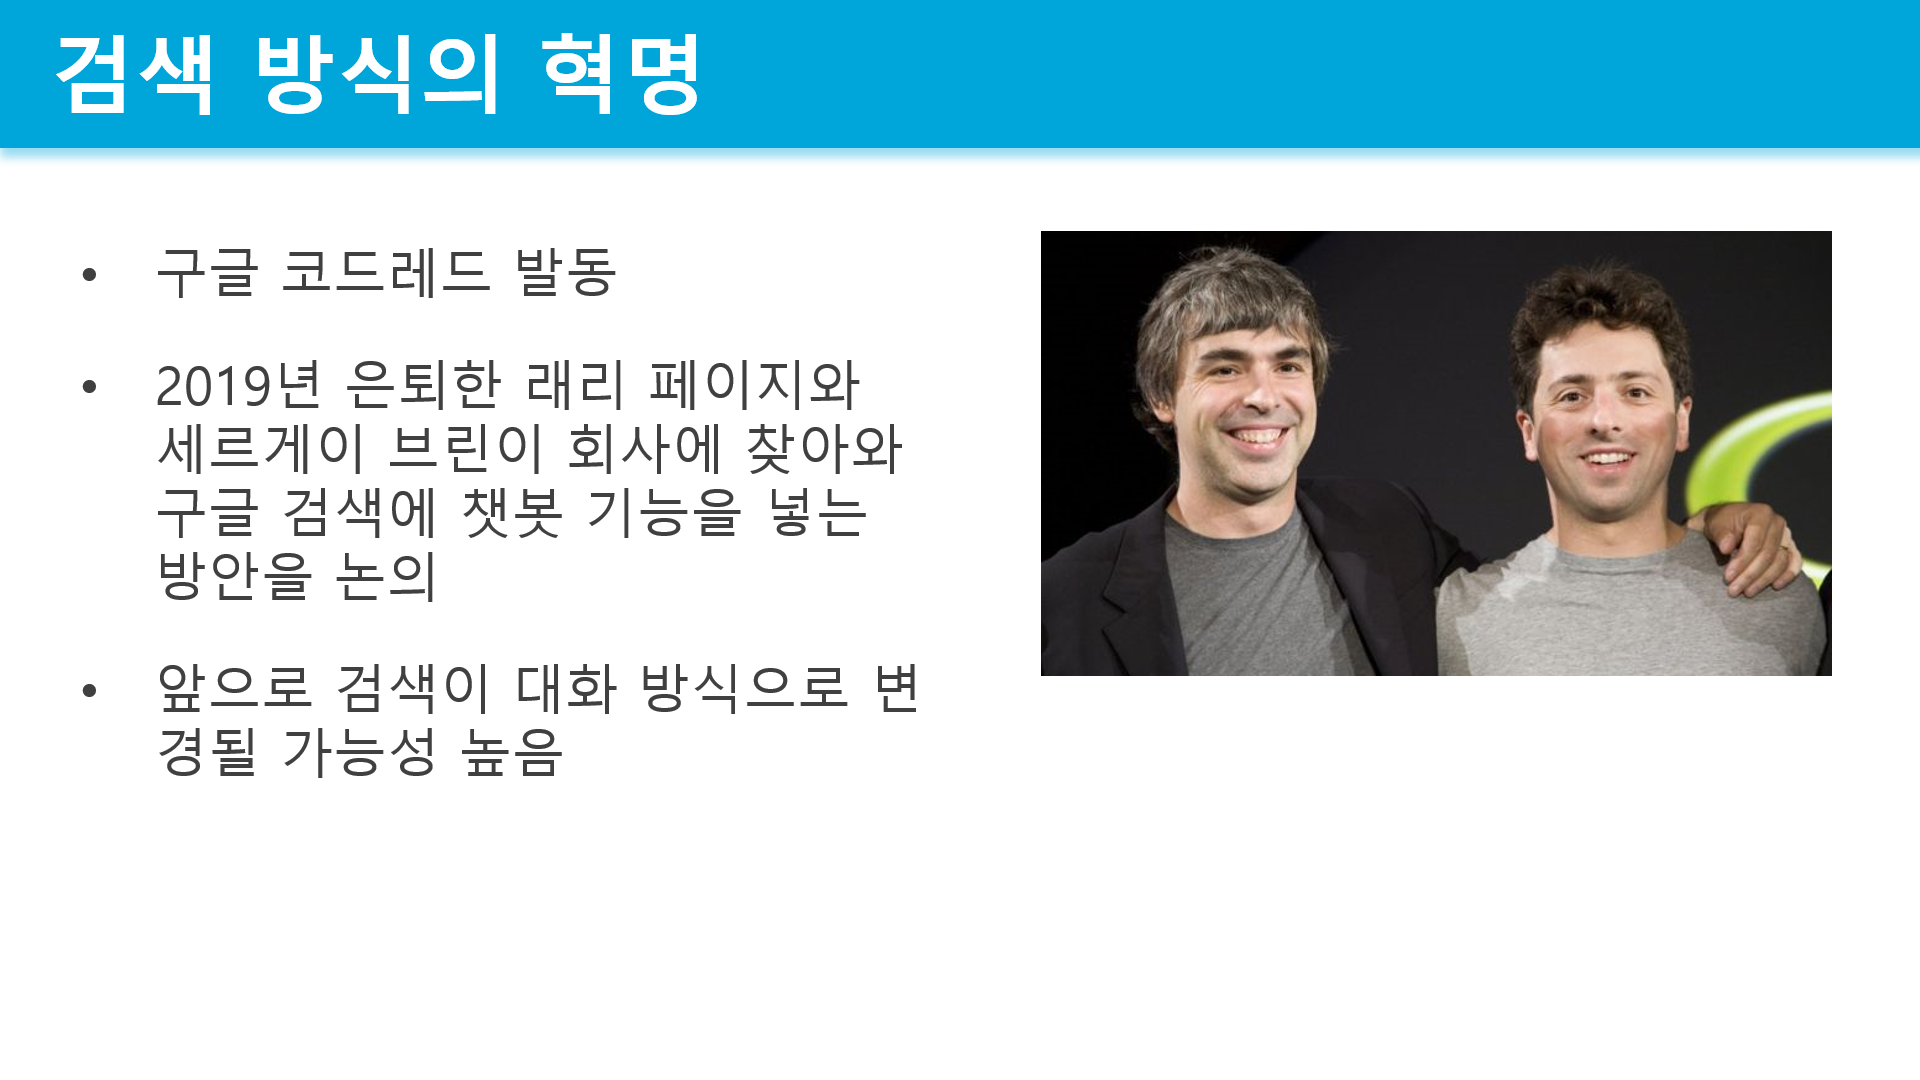 검색 방식의 혁명
• 구글 코드레드 발동
• 2019년 은퇴한 래리 페이지와
세르게이 브린이 회사에 찾아와
구글 검색에 챗봇 기능을 넣는
방안을 논의
• 앞으로 검색이 대화 방식으로 변
경될 가능성 높음